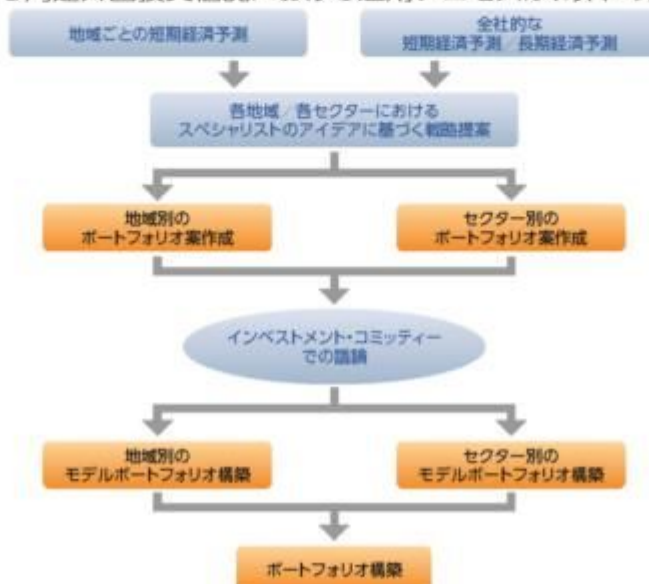 地域ごとの短期経済予測
全社的な
短期経済予測／長期経済予測
各地域／各セクターにおける
スペシャリストのアイデアに基づく戦略提案
地域別の
ポートフォリオ案作成
セクター別の
ポートフォリオ案作成
インベストメント・コミッティー
での議論
地域別の
モデルポートフォリオ構築
セクター別の
モデルポートフォリオ構築
ポートフォリオ構築